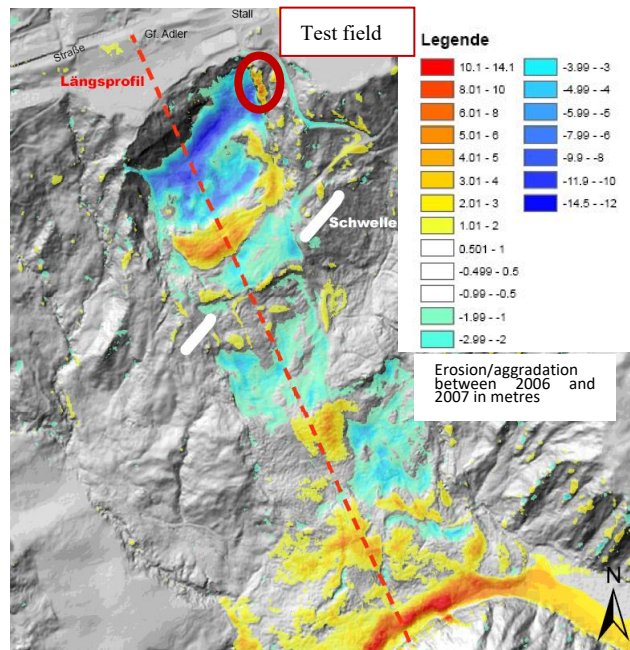 Stall
Gf. Adler
Straße
Test field
Längsprofil
Schwelle
Legende
10.1 - 14.1
8.01 - 10
6.01 - 8
5.01 - 6
4.01 - 5
3.01 - 4
2.01 - 3
1.01 - 2
0.501 - 1
-0.499 - 0.5
-0.99 - -0.5
-1.99 - -1
-2.99 - -2
-3.99 - -3
-4.99 - -4
-5.99 - -5
-7.99 - -6
-9.9 - -8
-11.9 - -10
-14.5 - -12
Erosion/aggradation
between 2006 and
2007 in metres
N